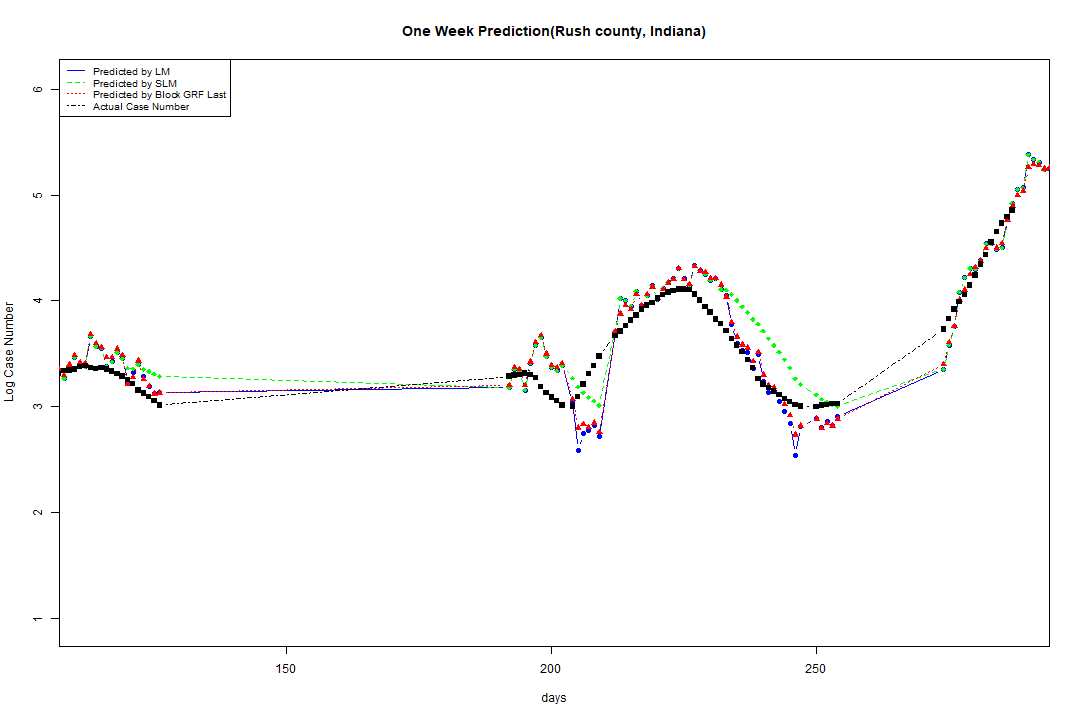 One Week Prediction(Rush county, Indiana)
Predicted by LM
Predicted by SLM
Predicted by Block GRF Last
Actual Case Number
Log Case Number
6
5
4
3
2
1
150
200
250
days